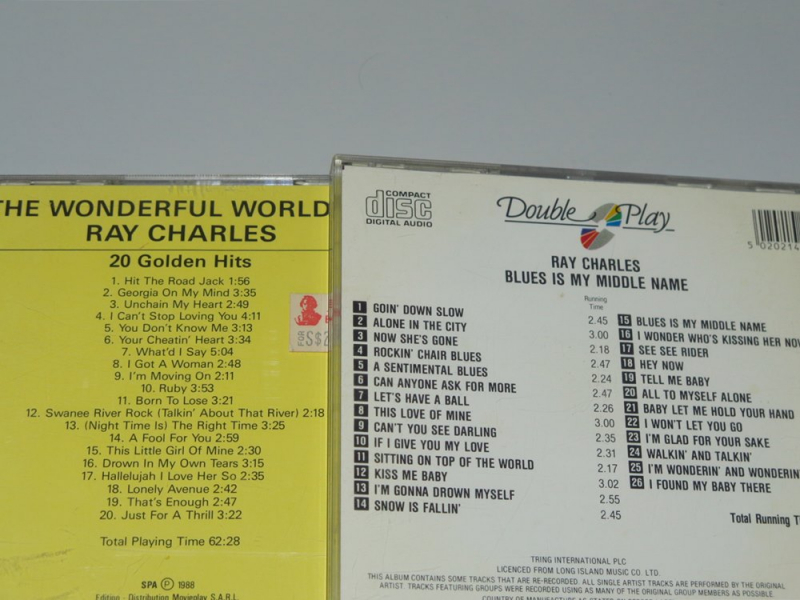 THE WONDERFUL WORLD
RAY CHARLES
20 Golden Hits
1. Hit The Road Jack 1:56
2. Georgia On My Mind 3:35
3. Unchain My Heart 2:49
4. I Can't Stop Loving You 4:11
5. You Don't Know Me 3:13
6. Your Cheatin' Heart 3:34
7. What'd I Say 5:04
8. I Got A Woman 2:48
9. I'm Moving On 2:11
10. Ruby 3:53
11. Born To Lose 3:21
12. Swanee River Rock (Talkin' About That River) 2:18
13. (Night Time Is) The Right Time 3:25
14. A Fool For You 2:59
15. This Little Girl Of Mine 2:30
16. Drown In My Own Tears 3:15
17. Hallelujah I Love Her So 2:35
18. Lonely Avenue 2:42
19. That's Enough 2:47
20. Just For A Thrill 3:22
Total Playing Time 62:28
SPA ℗ 1988
Edition - Distribution Movieplay S.A.R.L.
S$2
COMPACT
disc
DIGITAL AUDIO
Double Play
5 020214
RAY CHARLES
BLUES IS MY MIDDLE NAME
Running
Time
1 GOIN' DOWN SLOW 2.45
2 ALONE IN THE CITY 3.00
3 NOW SHE'S GONE 2.18
4 ROCKIN' CHAIR BLUES 2.47
5 A SENTIMENTAL BLUES 2.24
6 CAN ANYONE ASK FOR MORE 2.47
7 LET'S HAVE A BALL 2.26
8 THIS LOVE OF MINE 3.00
9 CAN'T YOU SEE DARLING 2.35
10 IF I GIVE YOU MY LOVE 2.31
11 SITTING ON TOP OF THE WORLD 2.17
12 KISS ME BABY 3.02
13 I'M GONNA DROWN MYSELF 2.55
14 SNOW IS FALLIN' 2.45
15 BLUES IS MY MIDDLE NAME
16 I WONDER WHO'S KISSING HER NOW
17 SEE SEE RIDER
18 HEY NOW
19 TELL ME BABY
20 ALL TO MYSELF ALONE
21 BABY LET ME HOLD YOUR HAND
22 I WON'T LET YOU GO
23 I'M GLAD FOR YOUR SAKE
24 WALKIN' AND TALKIN'
25 I'M WONDERIN' AND WONDERIN
26 I FOUND MY BABY THERE
Total Running
TRING INTERNATIONAL PLC
LICENCED FROM LONG ISLAND MUSIC CO. LTD.
THIS ALBUM CONTAINS SOME TRACKS THAT ARE RE-RECORDED. ALL SINGLE ARTIST TRACKS ARE PERFORMED BY THE ORIGINAL
ARTIST. TRACKS FEATURING GROUPS WERE RECORDED USING AS MANY OF THE ORIGINAL GROUP MEMBERS AS POSSIBLE.
COUNTRY OF MANUFACTURE AS STATED ON